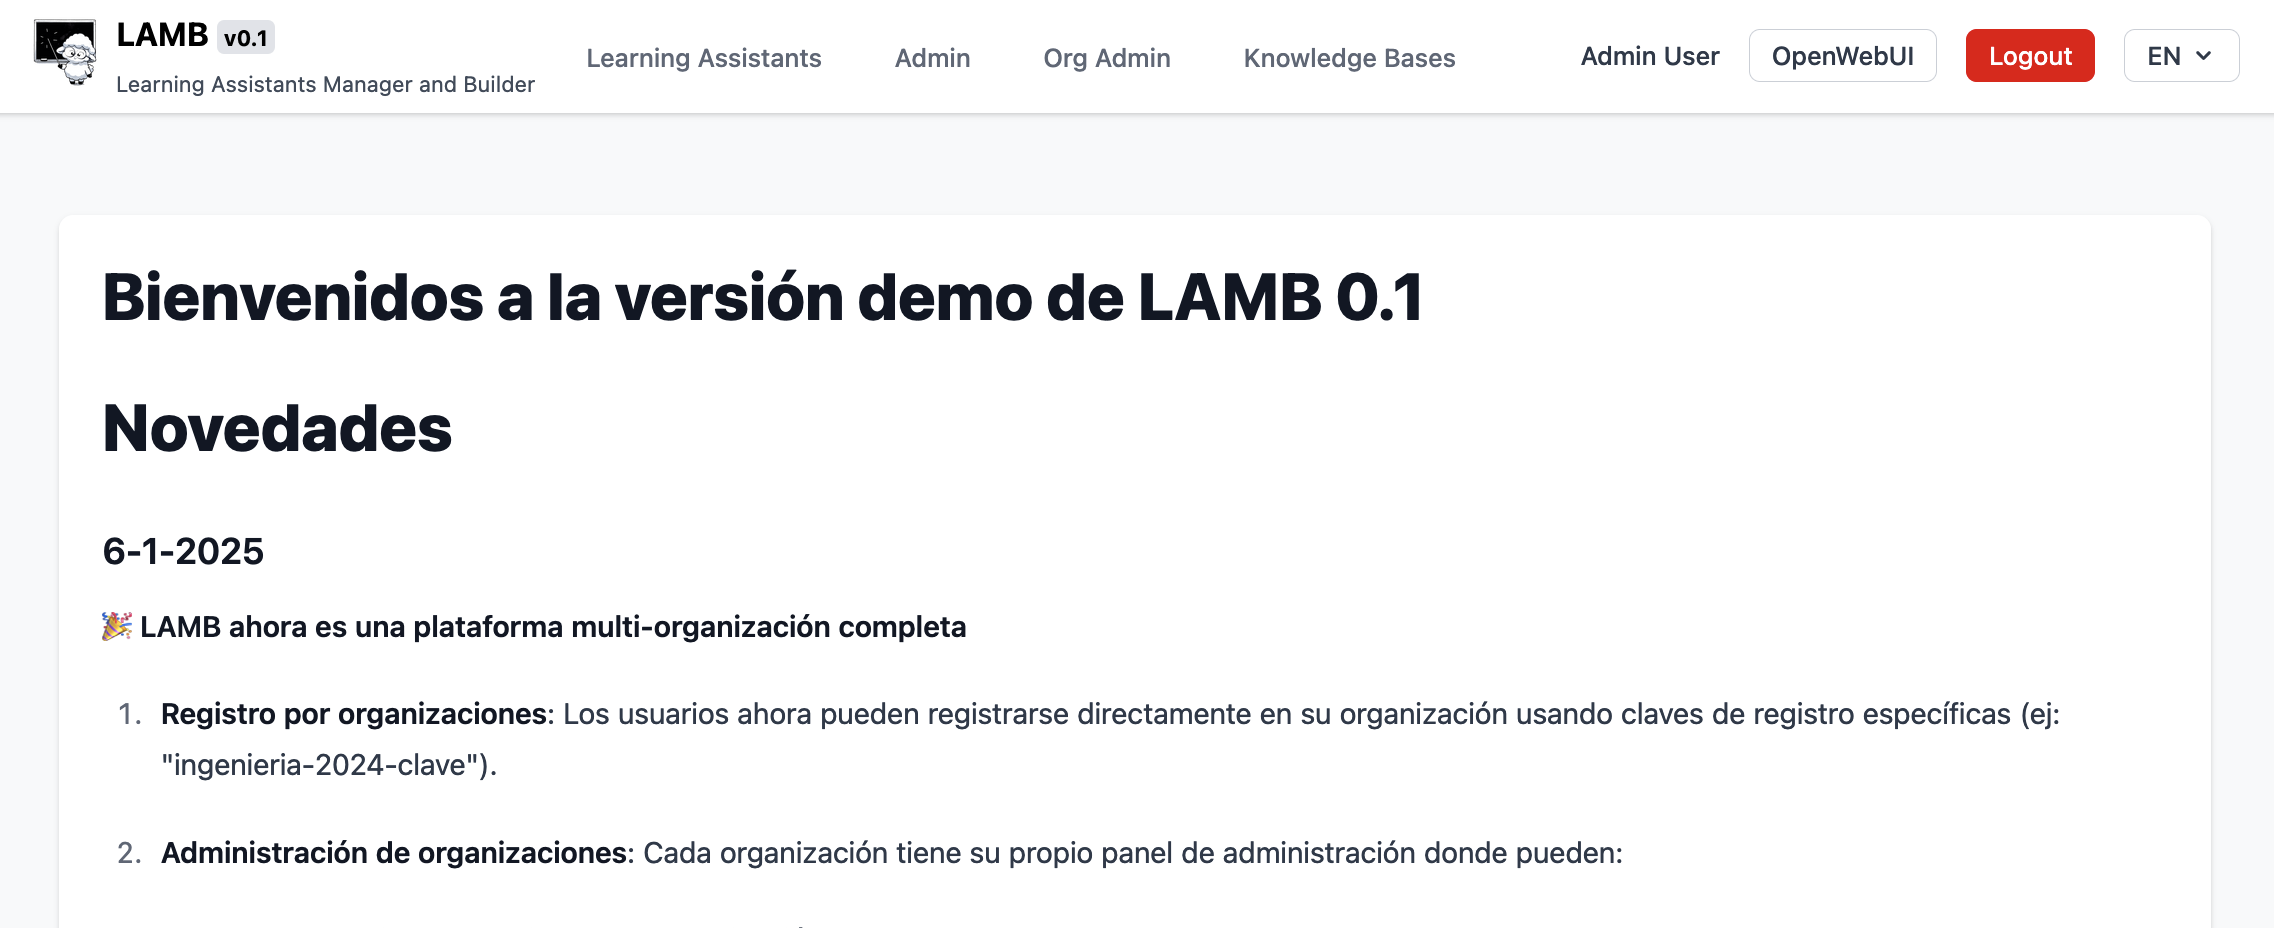 LAMB v0.1
Learning Assistants Manager and Builder
Learning Assistants
Admin
Org Admin
Knowledge Bases
Admin User
OpenWebUI
Logout
EN
Bienvenidos a la versión demo de LAMB 0.1
Novedades
6-1-2025
🎉 LAMB ahora es una plataforma multi-organización completa
1. Registro por organizaciones: Los usuarios ahora pueden registrarse directamente en su organización usando claves de registro específicas (ej:
"ingenieria-2024-clave").
2. Administración de organizaciones: Cada organización tiene su propio panel de administración donde pueden: